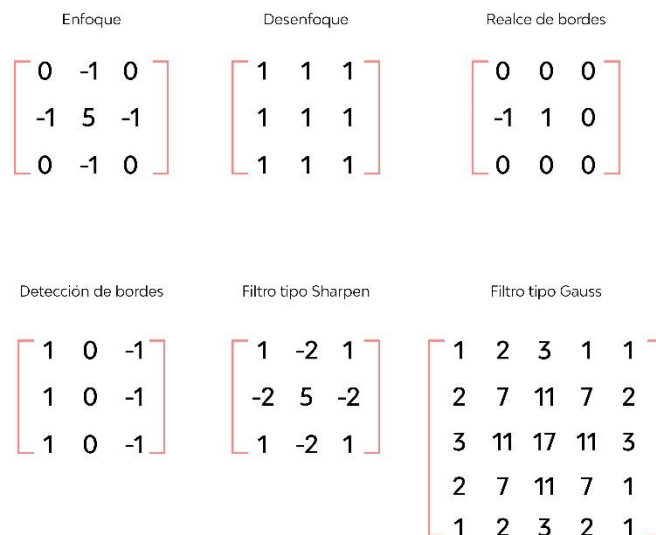 Enfoque
0 -1 0
-1 5 -1
0 -1 0
Desenfoque
1 1 1
1 1 1
1 1 1
Realce de bordes
0 0 0
-1 1 0
0 0 0
Detección de bordes
1 0 -1
1 0 -1
1 0 -1
Filtro tipo Sharpen
1 -2 1
-2 5 -2
1 -2 1
Filtro tipo Gauss
1 2 3 1 1
2 7 11 7 2
3 11 17 11 3
2 7 11 7 1
1 2 3 2 1